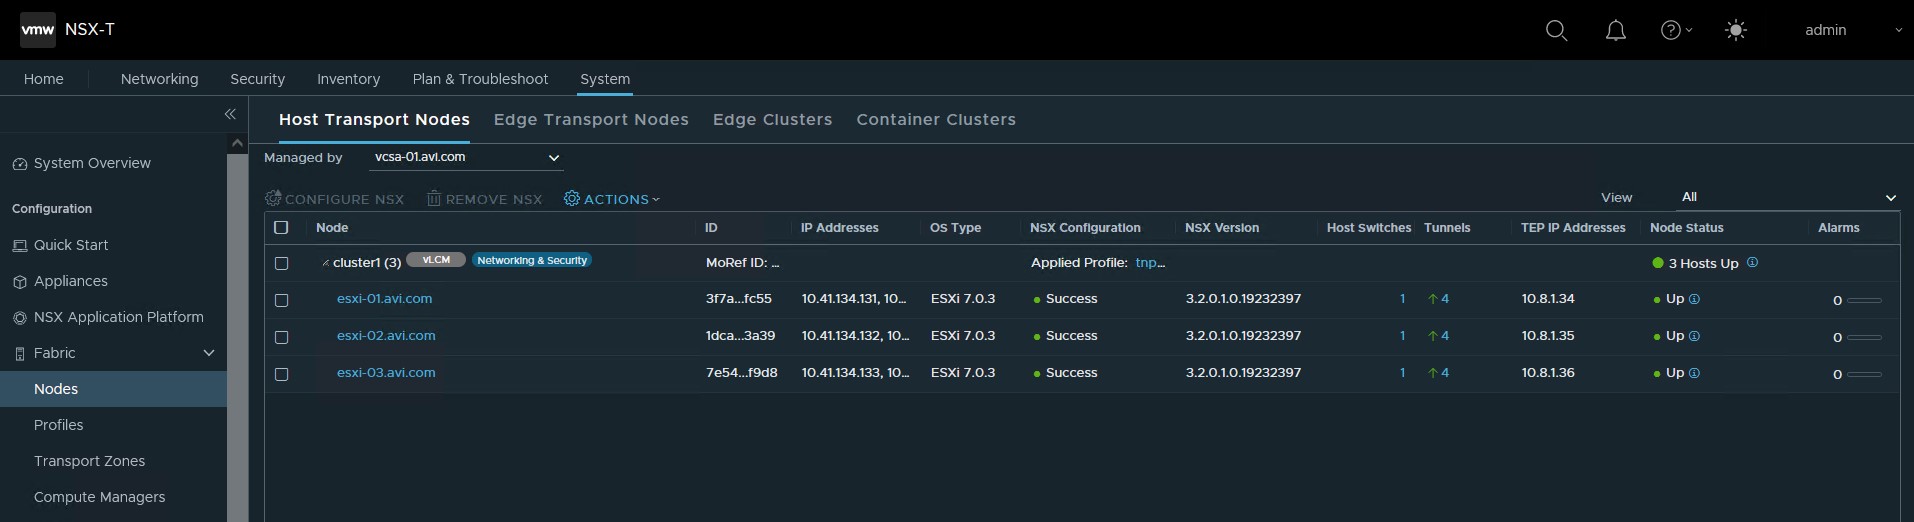 vmw NSX-T admin
Home Networking Security Inventory Plan & Troubleshoot System
Host Transport Nodes Edge Transport Nodes Edge Clusters Container Clusters
System Overview
Configuration
Quick Start
Appliances
NSX Application Platform
Fabric
Nodes
Profiles
Transport Zones
Compute Managers
Managed by vcsa-01.avi.com
CONFIGURE NSX REMOVE NSX ACTIONS View All
Node ID IP Addresses OS Type NSX Configuration NSX Version Host Switches Tunnels TEP IP Addresses Node Status Alarms
cluster1 (3) vLCM Networking & Security MoRef ID: ... Applied Profile: tnp... 3 Hosts Up
esxi-01.avi.com 3f7a...fc55 10.41.134.131, 10... ESXi 7.0.3 Success 3.2.0.1.0.19232397 1 4 10.8.1.34 Up 0
esxi-02.avi.com 1dca...3a39 10.41.134.132, 10... ESXi 7.0.3 Success 3.2.0.1.0.19232397 1 4 10.8.1.35 Up 0
esxi-03.avi.com 7e54...f9d8 10.41.134.133, 10... ESXi 7.0.3 Success 3.2.0.1.0.19232397 1 4 10.8.1.36 Up 0